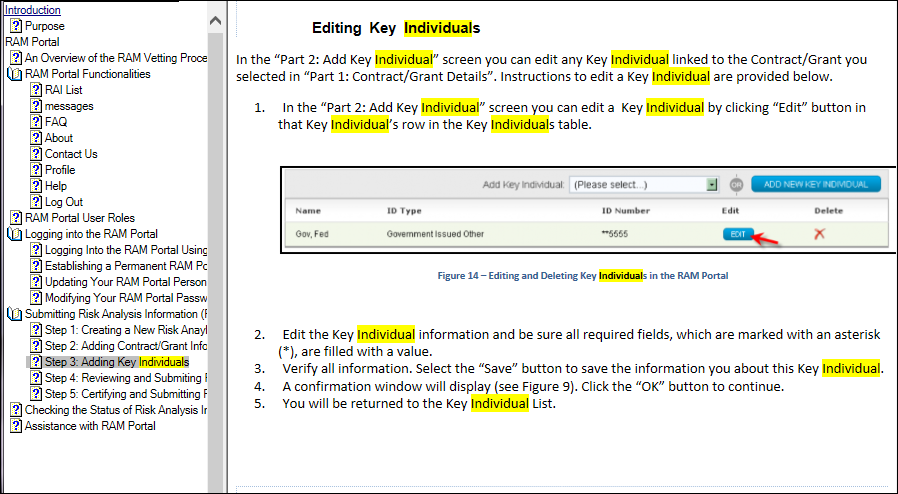 Introduction
Purpose
RAM Portal
An Overview of the RAM Vetting Proce
RAM Portal Functionalities
RAI List
messages
FAQ
About
Contact Us
Profile
Help
Log Out
RAM Portal User Roles
Logging into the RAM Portal
Logging Into the RAM Portal Using
Establishing a Permanent RAM Po
Updating Your RAM Portal Person
Modifying Your RAM Portal Passw
Submitting Risk Analysis Information (F
Step 1: Creating a New Risk Anayl
Step 2: Adding Contract/Grant Info
Step 3: Adding Key Individuals
Step 4: Reviewing and Submiting F
Step 5: Certifying and Submitting F
Checking the Status of Risk Analysis Ir
Assistance with RAM Portal
Editing Key Individuals
In the “Part 2: Add Key Individual” screen you can edit any Key Individual linked to the Contract/Grant you
selected in “Part 1: Contract/Grant Details”. Instructions to edit a Key Individual are provided below.
1. In the “Part 2: Add Key Individual” screen you can edit a Key Individual by clicking “Edit” button in
that Key Individual’s row in the Key Individuals table.
Add Key Individual: (Please select...) OR ADD NEW KEY INDIVIDUAL
Name ID Type ID Number Edit Delete
Gov, Fed Government Issued Other **5555 EDIT
Figure 14 – Editing and Deleting Key Individuals in the RAM Portal
2. Edit the Key Individual information and be sure all required fields, which are marked with an asterisk
(*), are filled with a value.
3. Verify all information. Select the “Save” button to save the information you about this Key Individual.
4. A confirmation window will display (see Figure 9). Click the “OK” button to continue.
5. You will be returned to the Key Individual List.